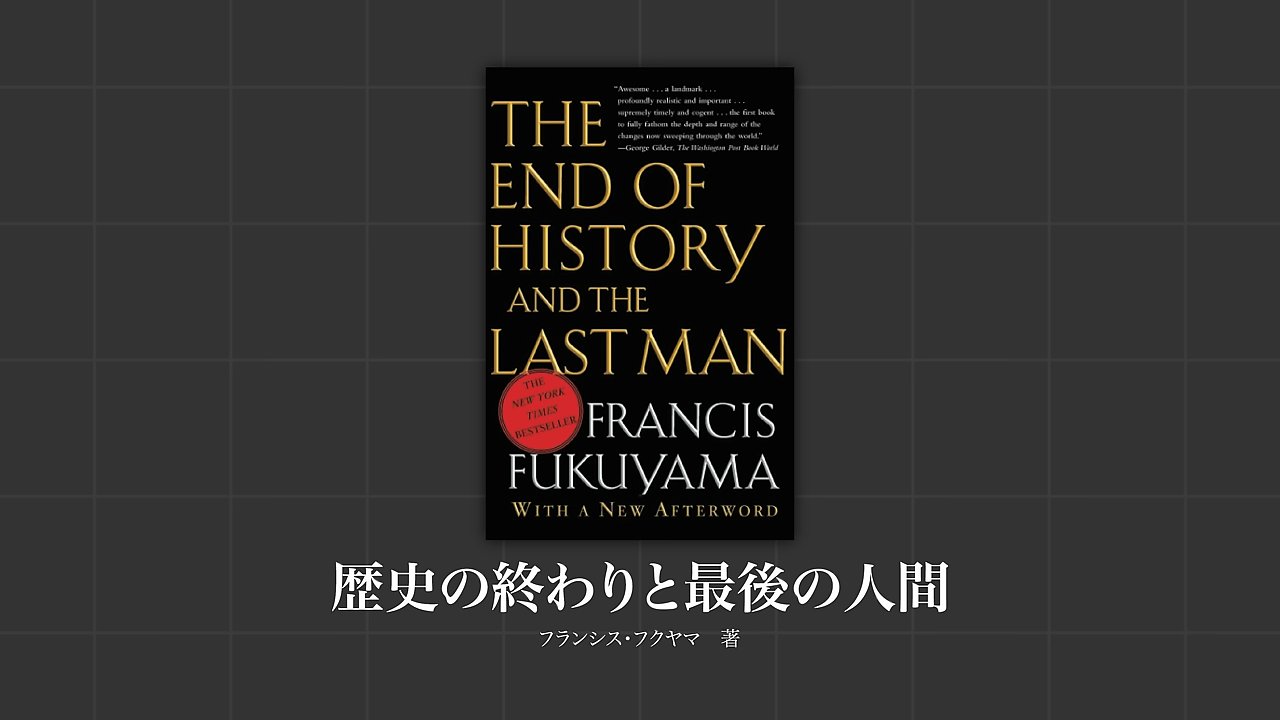 THE
"Awesome . . . a landmark . . .
profoundly realistic and important . . .
supremely timely and cogent . . . the first book
to fully fathom the depth and range of the
changes now sweeping through the world."
—George Gilder, The Washington Post Book World
END OF
HISTORY
AND THE
LAST MAN
THE
NEW YORK
TIMES
BESTSELLER
FRANCIS
FUKUYAMA
WITH A NEW AFTERWORD
歴史の終わりと最後の人間
フランシス・フクヤマ　著